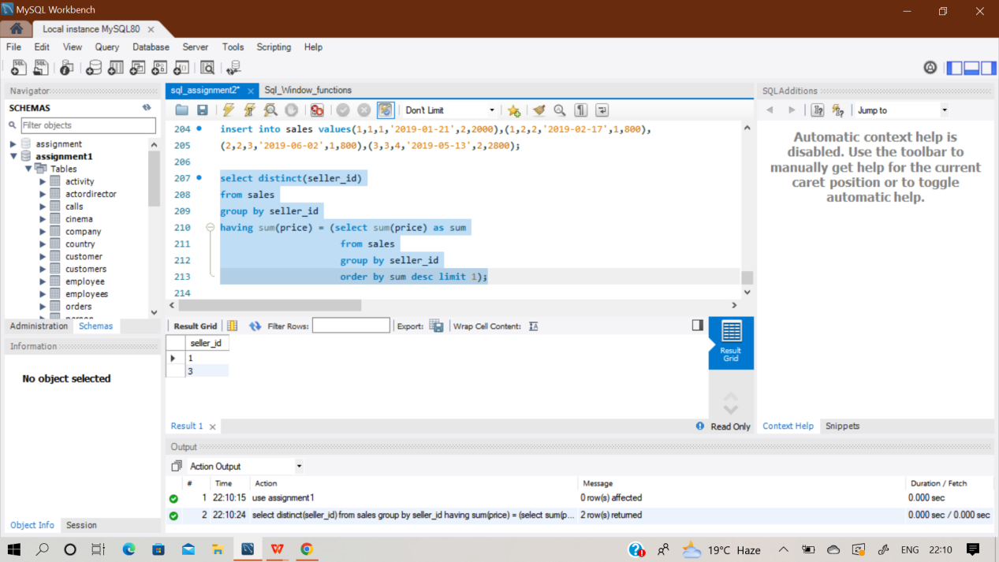 MySQL Workbench
Local instance MySQL80
File Edit View Query Database Server Tools Scripting Help
Navigator
SCHEMAS
Filter objects
assignment
assignment1
Tables
activity
actordirector
calls
cinema
company
country
customer
customers
employee
employees
orders
Administration Schemas
Information
No object selected
Object Info Session
sql_assignment2* Sql_Window_functions
Don't Limit
204 insert into sales values(1,1,1,'2019-01-21',2,2000),(1,2,2,'2019-02-17',1,800),
205 (2,2,3,'2019-06-02',1,800),(3,3,4,'2019-05-13',2,2800);
206
207 select distinct(seller_id)
208 from sales
209 group by seller_id
210 having sum(price) = (select sum(price) as sum
211 from sales
212 group by seller_id
213 order by sum desc limit 1);
214
Result Grid Filter Rows: Export: Wrap Cell Content:
seller_id
1
3
Result
Grid
Result 1 Read Only
SQLAdditions
Jump to
Automatic context help is
disabled. Use the toolbar to
manually get help for the current
caret position or to toggle
automatic help.
Context Help Snippets
Output
Action Output
# Time Action Message Duration / Fetch
1 22:10:15 use assignment1 0 row(s) affected 0.000 sec
2 22:10:24 select distinct(seller_id) from sales group by seller_id having sum(price) = (select sum(p... 2 row(s) returned 0.000 sec / 0.000 sec
19°C Haze ENG 22:10